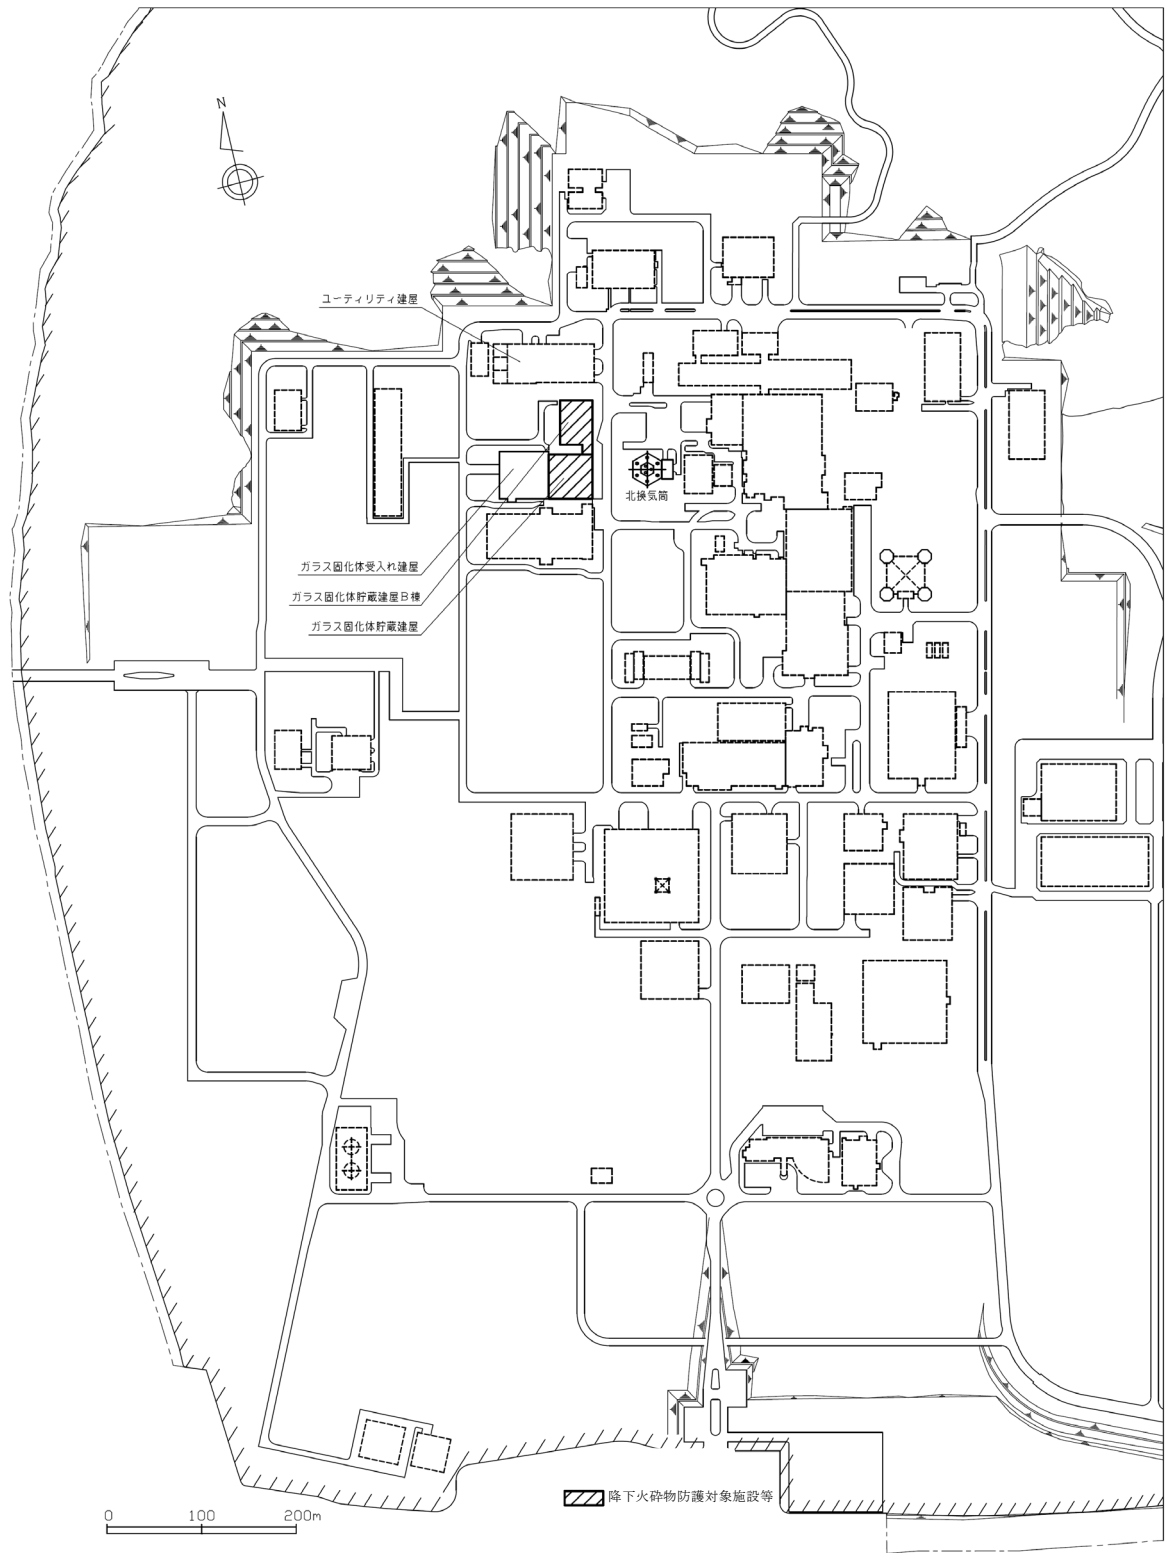 N
ユーティリティ建屋
北換気筒
ガラス固化体受入れ建屋
ガラス固化体貯蔵建屋B棟
ガラス固化体貯蔵建屋
降下火砕物防護対象施設等
0 100 200m